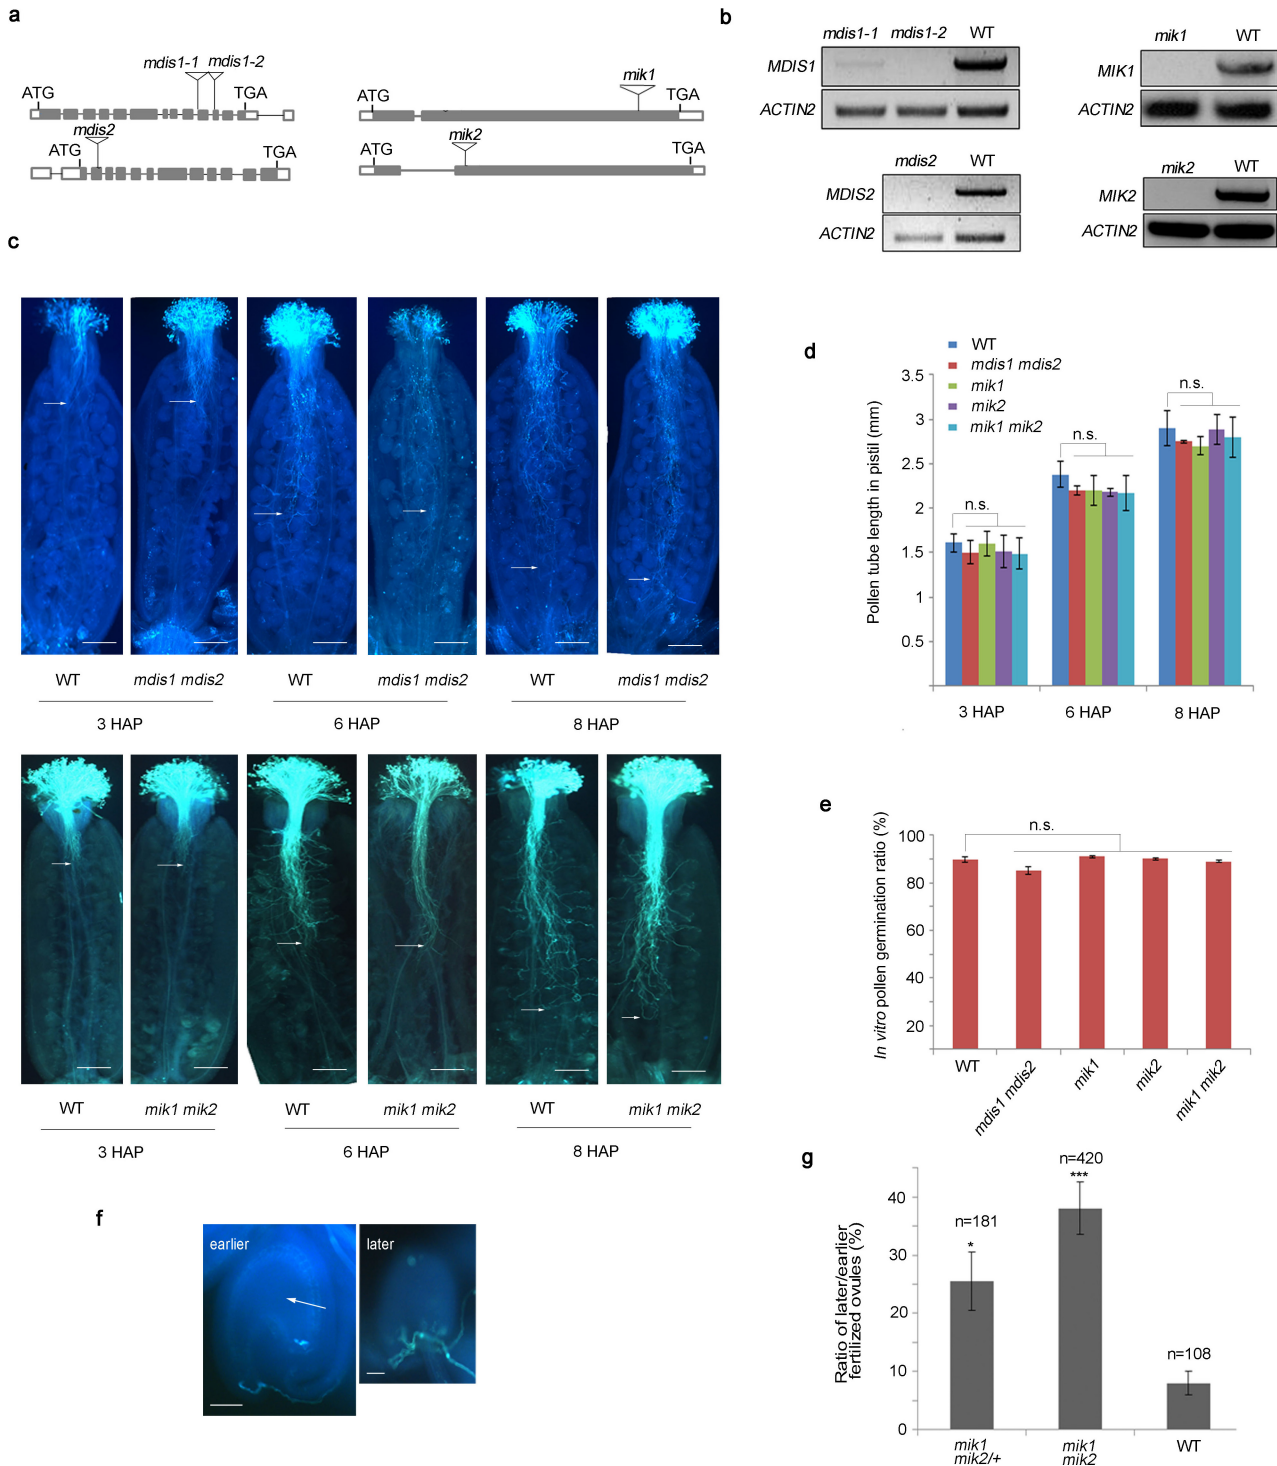 a
mdis1-1 mdis1-2
ATG TGA
mdis2
ATG TGA
mik1
ATG TGA
mik2
ATG TGA
b
mdis1-1 mdis1-2 WT
MDIS1
ACTIN2
mik1 WT
MIK1
ACTIN2
mdis2 WT
MDIS2
ACTIN2
mik2 WT
MIK2
ACTIN2
c
WT mdis1 mdis2 WT mdis1 mdis2 WT mdis1 mdis2
3 HAP 6 HAP 8 HAP
WT mik1 mik2 WT mik1 mik2 WT mik1 mik2
3 HAP 6 HAP 8 HAP
d
WT
mdis1 mdis2
mik1
mik2
mik1 mik2
Pollen tube length in pistil (mm)
3.5
3
2.5
2
1.5
1
0.5
n.s.
n.s.
n.s.
3 HAP 6 HAP 8 HAP
e
In vitro pollen germination ratio (%)
100
80
60
40
20
n.s.
WT
mdis1 mdis2
mik1
mik2
mik1 mik2
f
earlier
later
g
Ratio of later/earlier
fertilized ovules (%)
40
30
20
10
0
n=181
*
n=420
***
n=108
mik1
mik2/+
mik1
mik2
WT